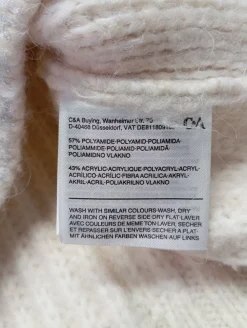 C&A Buying, Wanheimer Str. 70
D-40468 Düsseldorf, VAT
C&A
57% POLYAMIDE-POLYAMID-POLIAMIDA-
POLIAMMIDE-POLIAMID-POLIAMIDĂ
POLIAMIDNO VLAKNO
43% ACRYLIC-ACRYLIQUE-POLYACRYL-ACRYL-
ACRÍLICO-ACRILIC-FIBRA ACRILICA-AKRYL-
AKRIL-ACRIL-POLIAKRILNO VLAKNO
WASH WITH SIMILAR COLOURS-WASH, DRY
AND IRON ON REVERSE SIDE-DRY FLAT-LAVER
AVEC COULEURS DE MEME TON. LAVER, SECHER
ET REPASSER SUR L'ENVERS-SECHER A PLAT-
MIT ÄHNLICHEN FARBEN WASCHEN-AUF LINKS